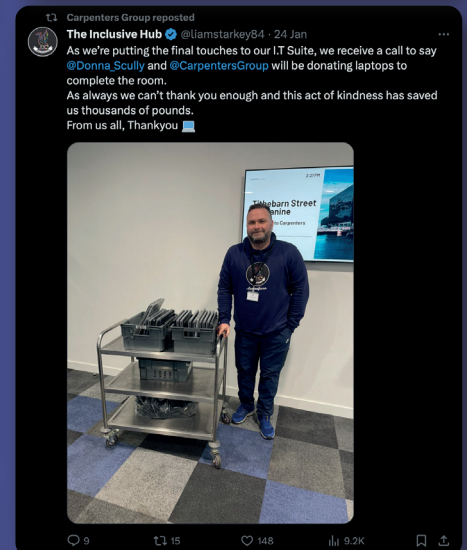 Carpenters Group reposted
The Inclusive Hub @liamstarkey84 · 24 Jan
As we're putting the final touches to our I.T Suite, we receive a call to say
@Donna_Scully and @CarpentersGroup will be donating laptops to
complete the room.
As always we can't thank you enough and this act of kindness has saved
us thousands of pounds.
From us all, Thankyou 💻
2:21PM
Tithebarn Street
Carpenters
9 15 148 9.2K